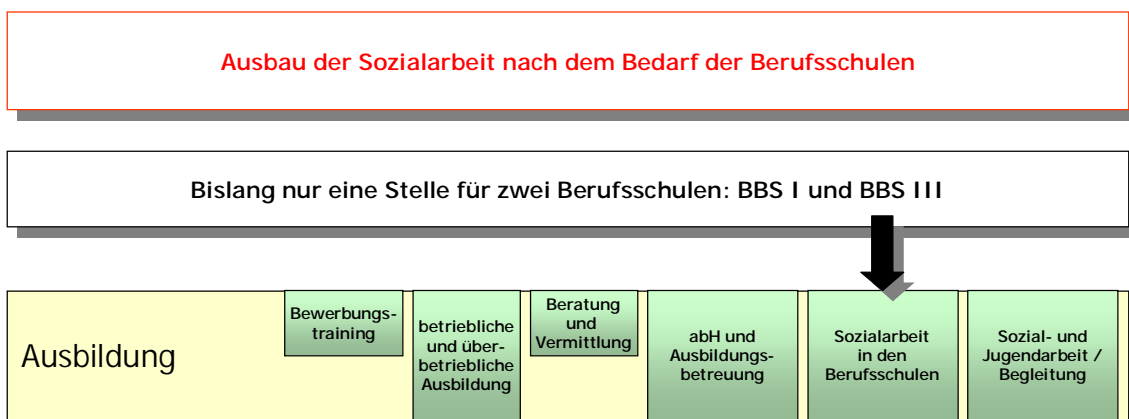 Ausbau der Sozialarbeit nach dem Bedarf der Berufsschulen
Bislang nur eine Stelle für zwei Berufsschulen: BBS I und BBS III
Ausbildung
Bewerbungs-
training
betriebliche
und über-
betriebliche
Ausbildung
Beratung
und
Vermittlung
abH und
Ausbildungs-
betreuung
Sozialarbeit
in den
Berufsschulen
Sozial- und
Jugendarbeit /
Begleitung